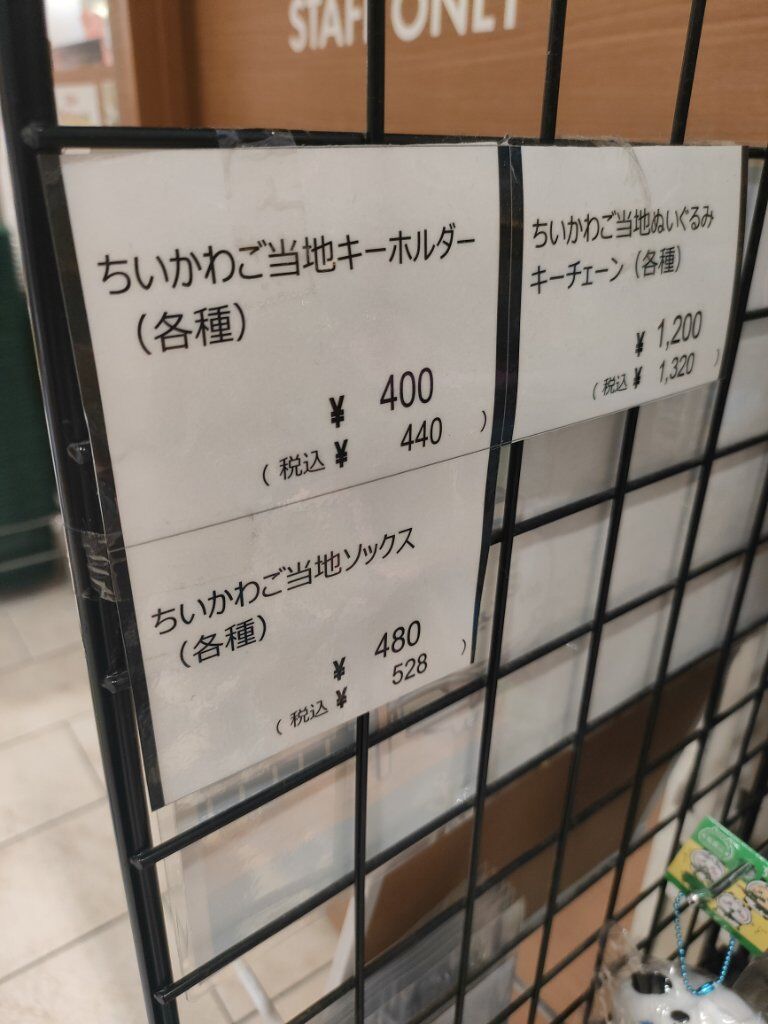 STAFF ONLY
ちいかわご当地キーホルダー
（各種）
¥ 400
（税込 ¥ 440 ）
ちいかわご当地ぬいぐるみ
キーチェーン（各種）
¥ 1,200
（税込 ¥ 1,320 ）
ちいかわご当地ソックス
（各種）
¥ 480
（税込 ¥ 528 ）